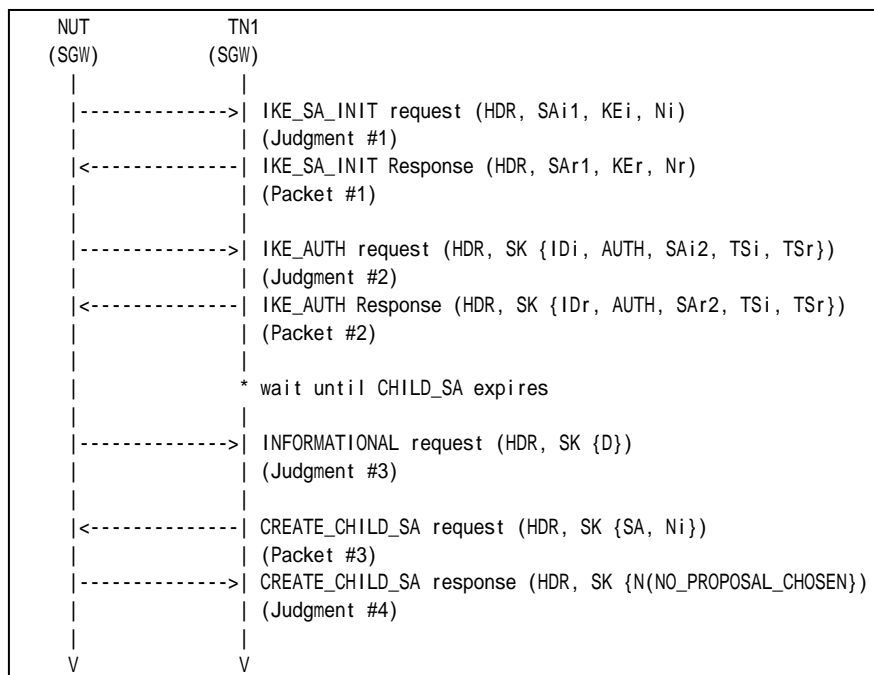 NUT TN1
(SGW) (SGW)
| |
|-------------->| IKE_SA_INIT request (HDR, SAi1, KEi, Ni)
| | (Judgment #1)
|<--------------| IKE_SA_INIT Response (HDR, SAr1, KEr, Nr)
| | (Packet #1)
| |
|-------------->| IKE_AUTH request (HDR, SK {IDi, AUTH, SAi2, TSi, TSr})
| | (Judgment #2)
|<--------------| IKE_AUTH Response (HDR, SK {IDr, AUTH, SAr2, TSi, TSr})
| | (Packet #2)
| |
| * wait until CHILD_SA expires
| |
|-------------->| INFORMATIONAL request (HDR, SK {D})
| | (Judgment #3)
| |
|<--------------| CREATE_CHILD_SA request (HDR, SK {SA, Ni})
| | (Packet #3)
|-------------->| CREATE_CHILD_SA response (HDR, SK {N(NO_PROPOSAL_CHOSEN})
| | (Judgment #4)
| |
V V